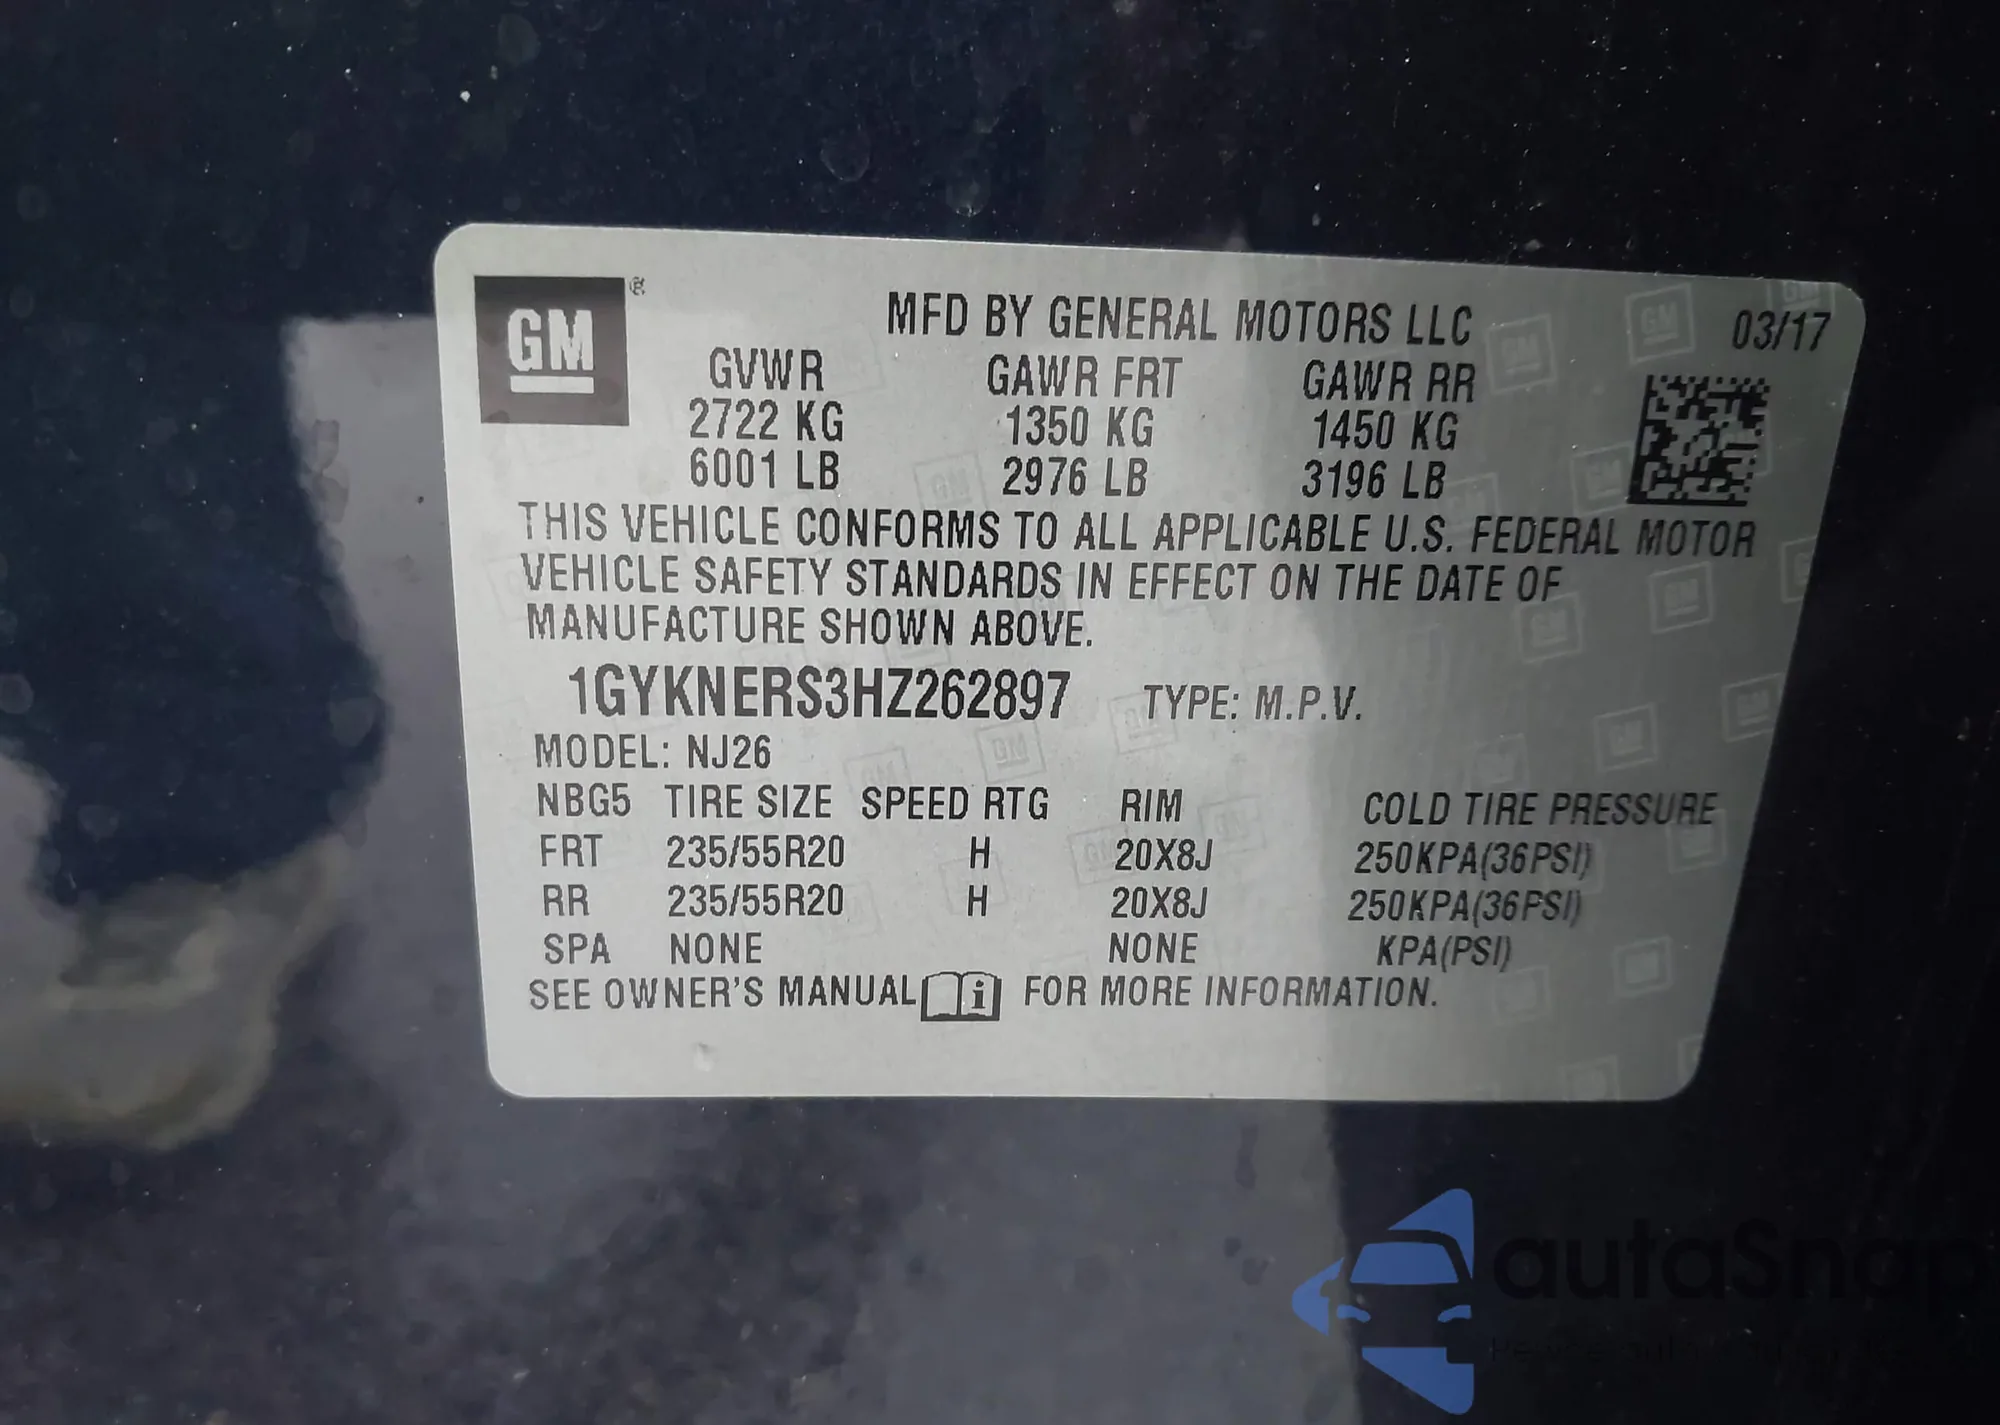 GM ®
MFD BY GENERAL MOTORS LLC 03/17
GVWR GAWR FRT GAWR RR
2722 KG 1350 KG 1450 KG
6001 LB 2976 LB 3196 LB
THIS VEHICLE CONFORMS TO ALL APPLICABLE U.S. FEDERAL MOTOR
VEHICLE SAFETY STANDARDS IN EFFECT ON THE DATE OF
MANUFACTURE SHOWN ABOVE.
1GYKNERS3HZ262897 TYPE: M.P.V.
MODEL: NJ26
NBG5 TIRE SIZE SPEED RTG RIM COLD TIRE PRESSURE
FRT 235/55R20 H 20X8J 250KPA(36PSI)
RR 235/55R20 H 20X8J 250KPA(36PSI)
SPA NONE NONE KPA(PSI)
SEE OWNER'S MANUAL i FOR MORE INFORMATION.
autaSnap